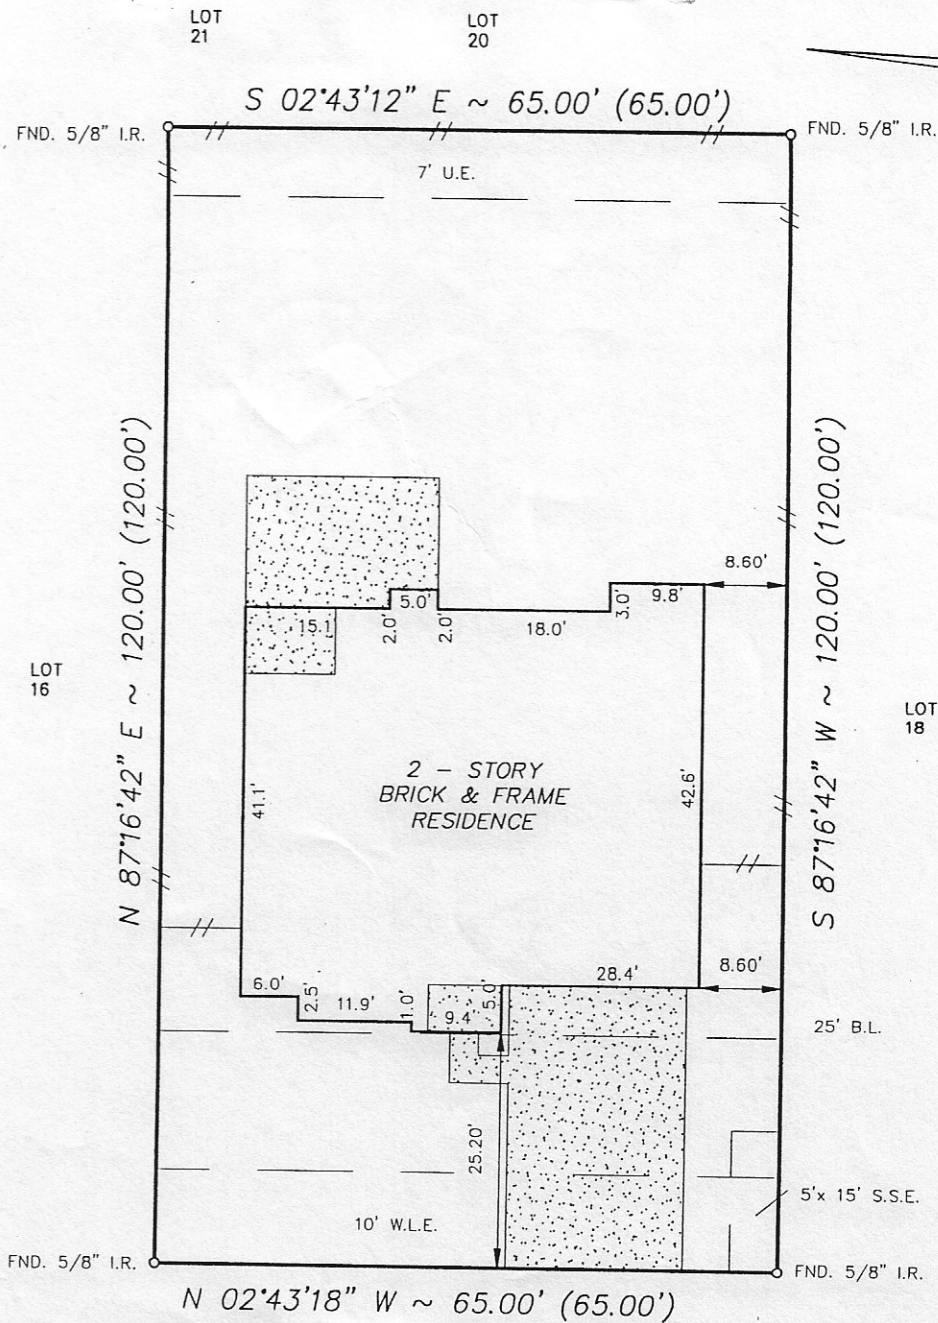 LOT
21
LOT
20
S 02°43'12" E ~ 65.00' (65.00')
FND. 5/8" I.R.
FND. 5/8" I.R.
7' U.E.
N 87°16'42" E ~ 120.00' (120.00')
S 87°16'42" W ~ 120.00' (120.00')
8.60'
5.0'
9.8'
15.1
2.0'
2.0'
18.0'
3.0'
LOT
16
LOT
18
2 - STORY
BRICK & FRAME
RESIDENCE
41.1'
42.6'
6.0'
2.5'
11.9'
1.0'
9.4
5.0'
28.4'
8.60'
25' B.L.
25.20'
5'x 15' S.S.E.
10' W.L.E.
FND. 5/8" I.R.
FND. 5/8" I.R.
N 02°43'18" W ~ 65.00' (65.00')